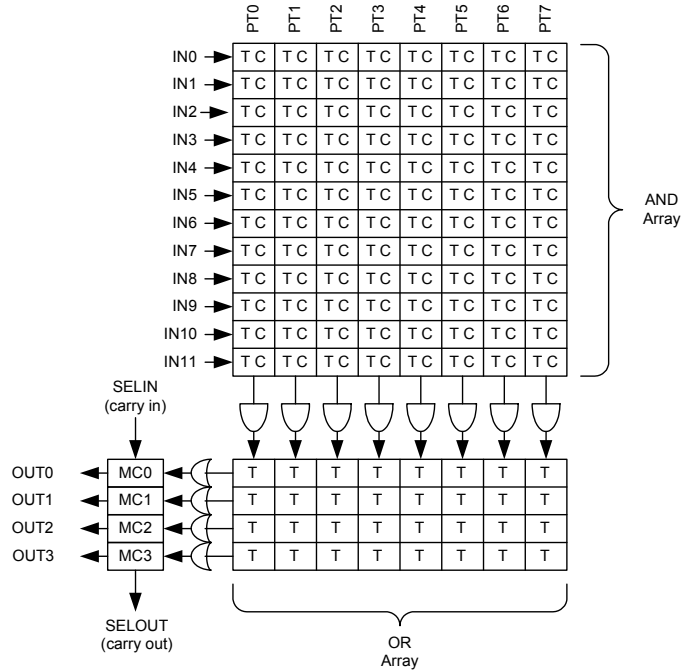 PT0 PT1 PT2 PT3 PT4 PT5 PT6 PT7
IN0 T C T C T C T C T C T C T C T C
IN1 T C T C T C T C T C T C T C T C
IN2 T C T C T C T C T C T C T C T C
IN3 T C T C T C T C T C T C T C T C
IN4 T C T C T C T C T C T C T C T C
IN5 T C T C T C T C T C T C T C T C
IN6 T C T C T C T C T C T C T C T C
IN7 T C T C T C T C T C T C T C T C
IN8 T C T C T C T C T C T C T C T C
IN9 T C T C T C T C T C T C T C T C
IN10 T C T C T C T C T C T C T C T C
IN11 T C T C T C T C T C T C T C T C
AND
Array
SELIN
(carry in)
OUT0 MC0 T T T T T T T T
OUT1 MC1 T T T T T T T T
OUT2 MC2 T T T T T T T T
OUT3 MC3 T T T T T T T T
SELOUT
(carry out)
OR
Array